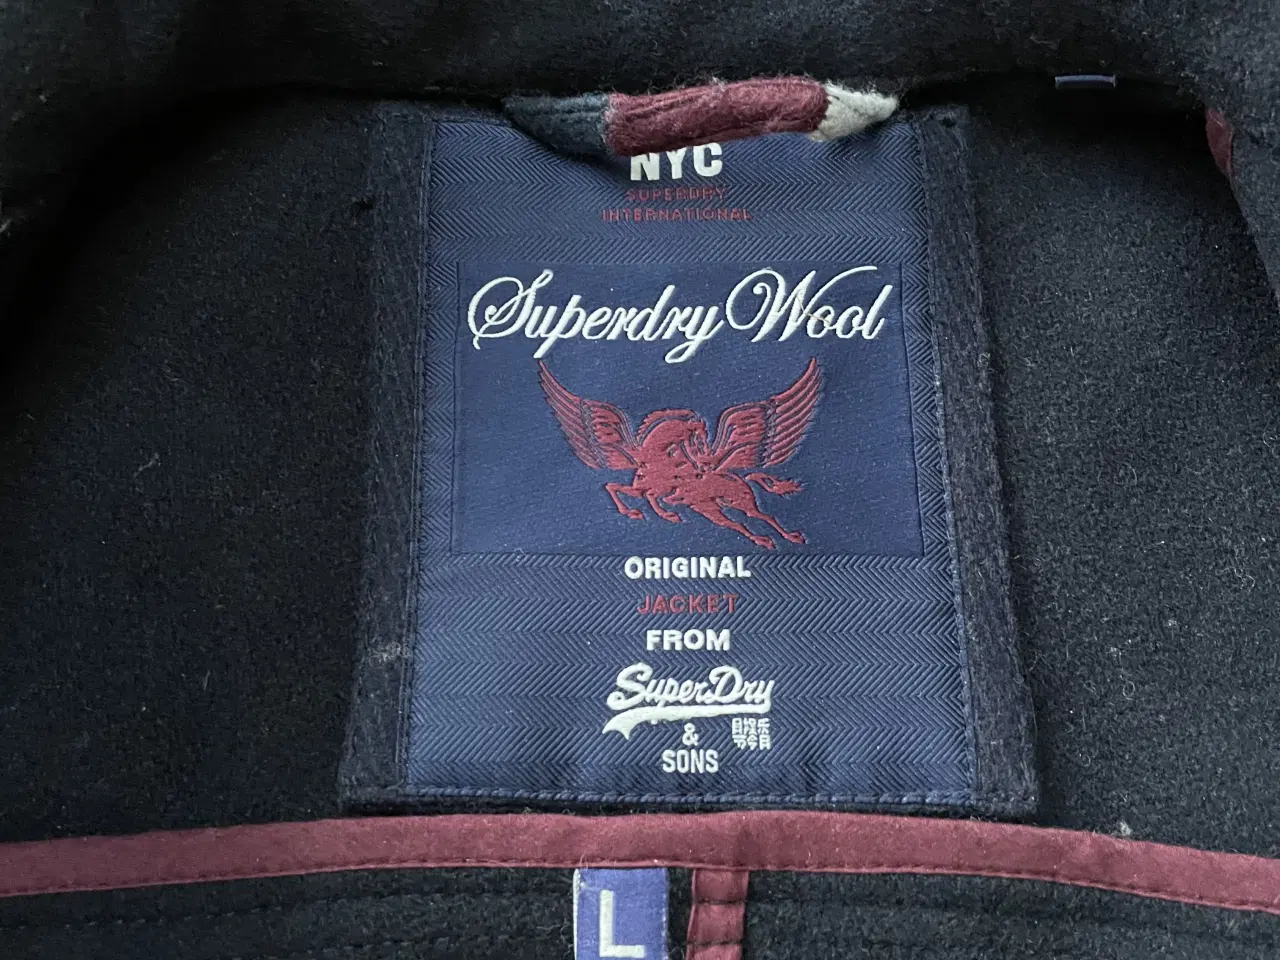 NYC
SUPERDRY
INTERNATIONAL
Superdry Wool
ORIGINAL
JACKET
FROM
SuperDry
&
SONS
L